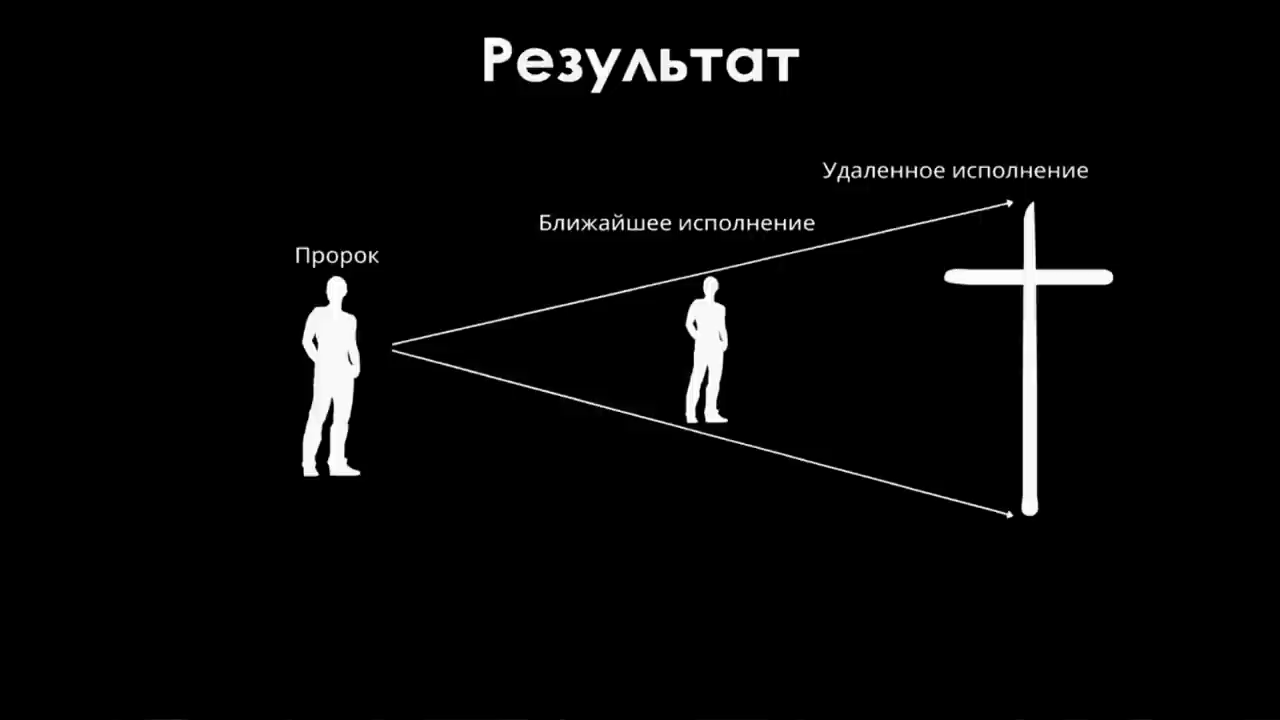 Результат
Удаленное исполнение
Ближайшее исполнение
Пророк